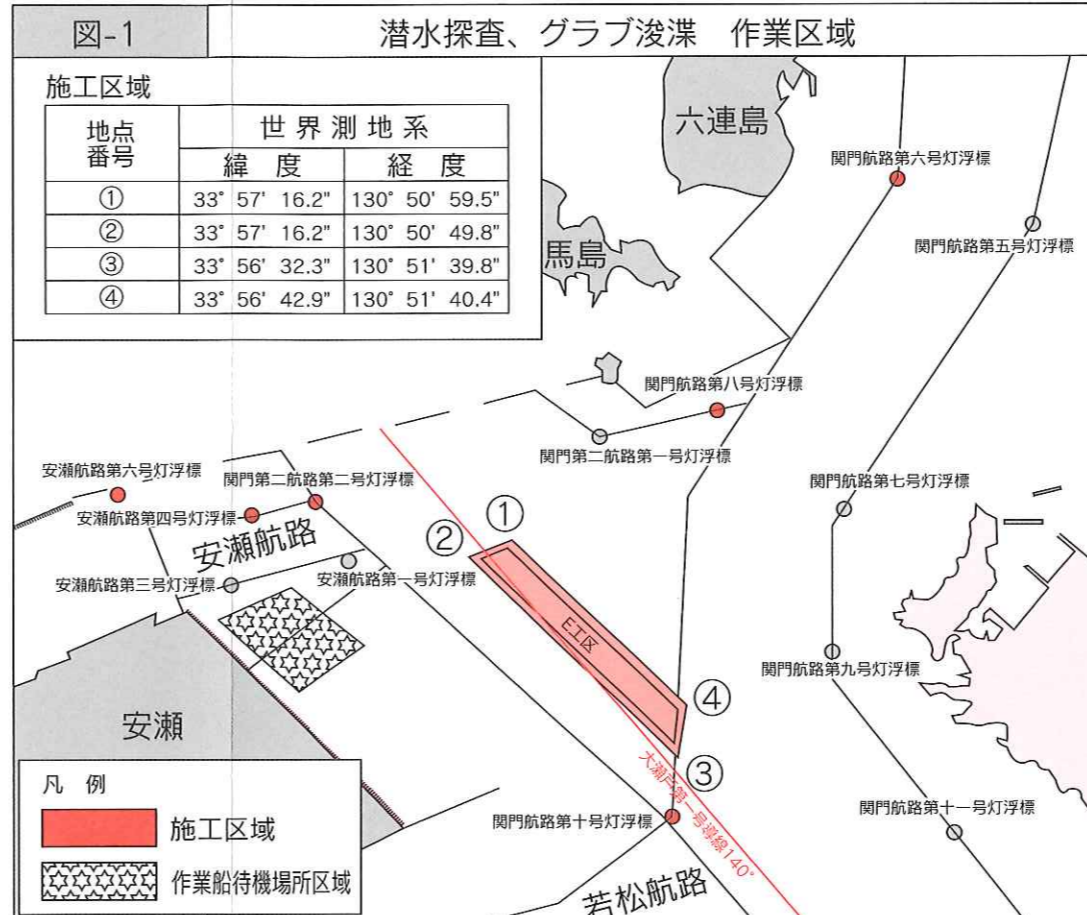 図-1
潜水探査、グラブ浚渫 作業区域
施工区域
地点番号 世界測地系
緯度 経度
① 33° 57' 16.2" 130° 50' 59.5"
② 33° 57' 16.2" 130° 50' 49.8"
③ 33° 56' 32.3" 130° 51' 39.8"
④ 33° 56' 42.9" 130° 51' 40.4"
六連島
関門航路第六号灯浮標
関門航路第五号灯浮標
馬島
関門航路第八号灯浮標
関門第二航路第一号灯浮標
安瀬航路第六号灯浮標
関門第二航路第二号灯浮標
関門航路第七号灯浮標
安瀬航路第四号灯浮標
安瀬航路
①
②
安瀬航路第三号灯浮標
安瀬航路第一号灯浮標
E工区
関門航路第九号灯浮標
④
安瀬
③
大瀬戸第一号導線140°
関門航路第十号灯浮標
関門航路第十一号灯浮標
若松航路
凡例
施工区域
作業船待機場所区域